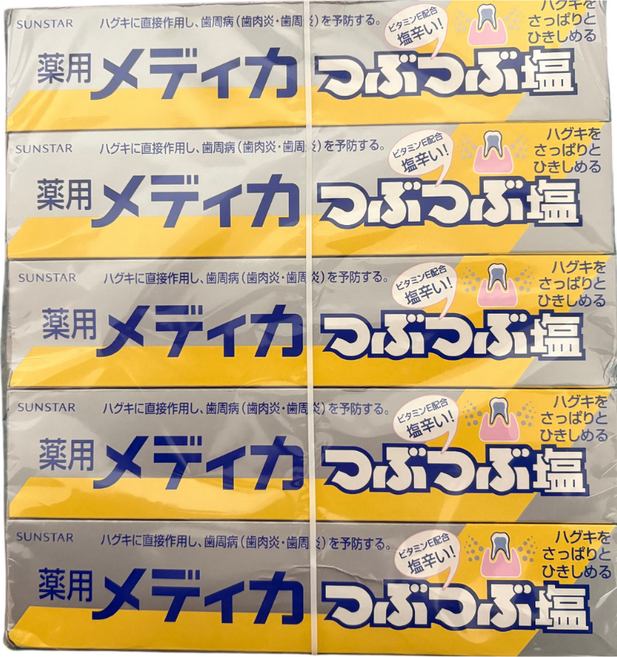 SUNSTAR
ハグキに直接作用し、歯周病(歯肉炎・歯周炎)を予防する。
薬用メディカ つぶつぶ塩
ビタミンE配合
塩辛い!
ハグキを
さっぱりと
ひきしめる
SUNSTAR
ハグキに直接作用し、歯周病(歯肉炎・歯周炎)を予防する。
薬用メディカ つぶつぶ塩
ビタミンE配合
塩辛い!
ハグキを
さっぱりと
ひきしめる
SUNSTAR
ハグキに直接作用し、歯周病(歯肉炎・歯周炎)を予防する。
薬用メディカ つぶつぶ塩
ビタミンE配合
塩辛い!
ハグキを
さっぱりと
ひきしめる
SUNSTAR
ハグキに直接作用し、歯周病(歯肉炎・歯周炎)を予防する。
薬用メディカ つぶつぶ塩
ビタミンE配合
塩辛い!
ハグキを
さっぱりと
ひきしめる
SUNSTAR
ハグキに直接作用し、歯周病(歯肉炎・歯周炎)を予防する。
薬用メディカ つぶつぶ塩
ビタミンE配合
塩辛い!
ハグキを
さっぱりと
ひきしめる